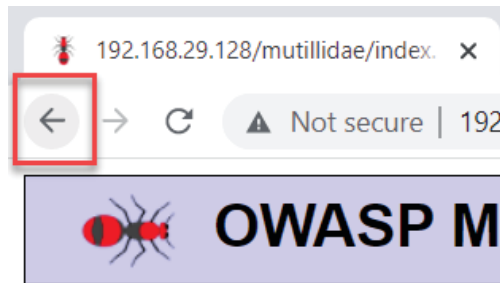 192.168.29.128/mutillidae/index.
Not secure | 192
OWASP M